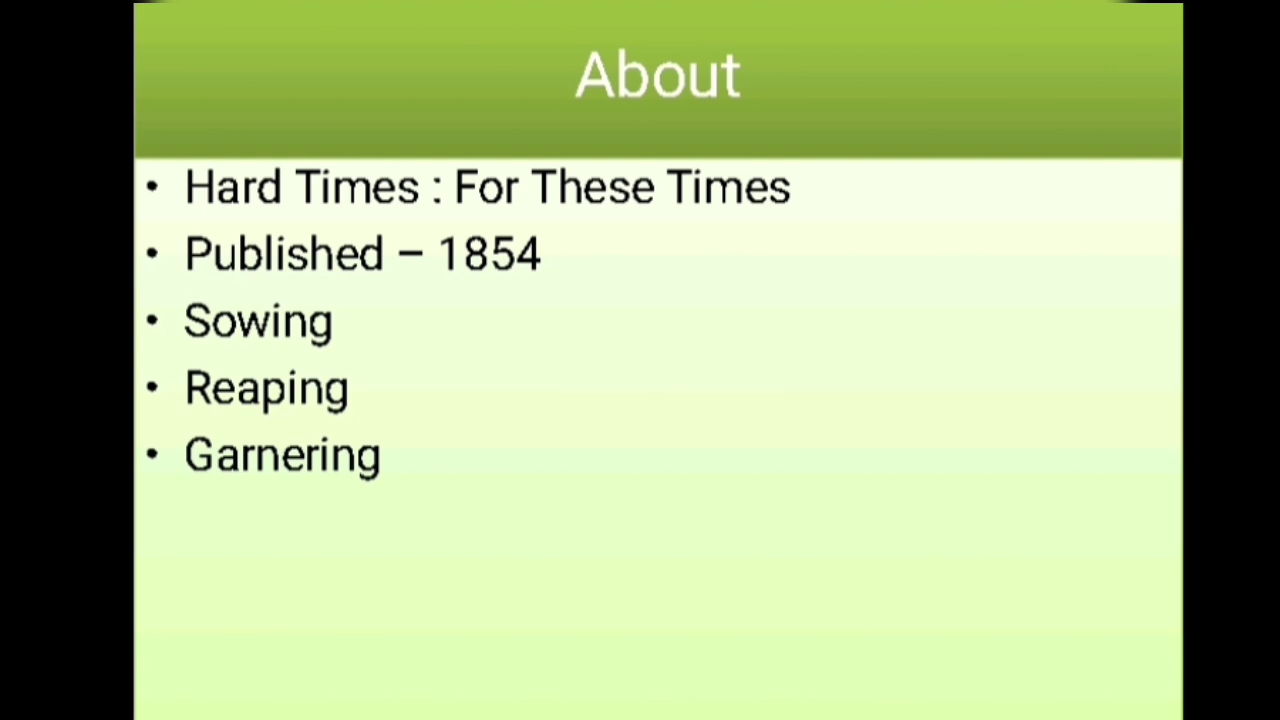 About
• Hard Times : For These Times
• Published – 1854
• Sowing
• Reaping
• Garnering